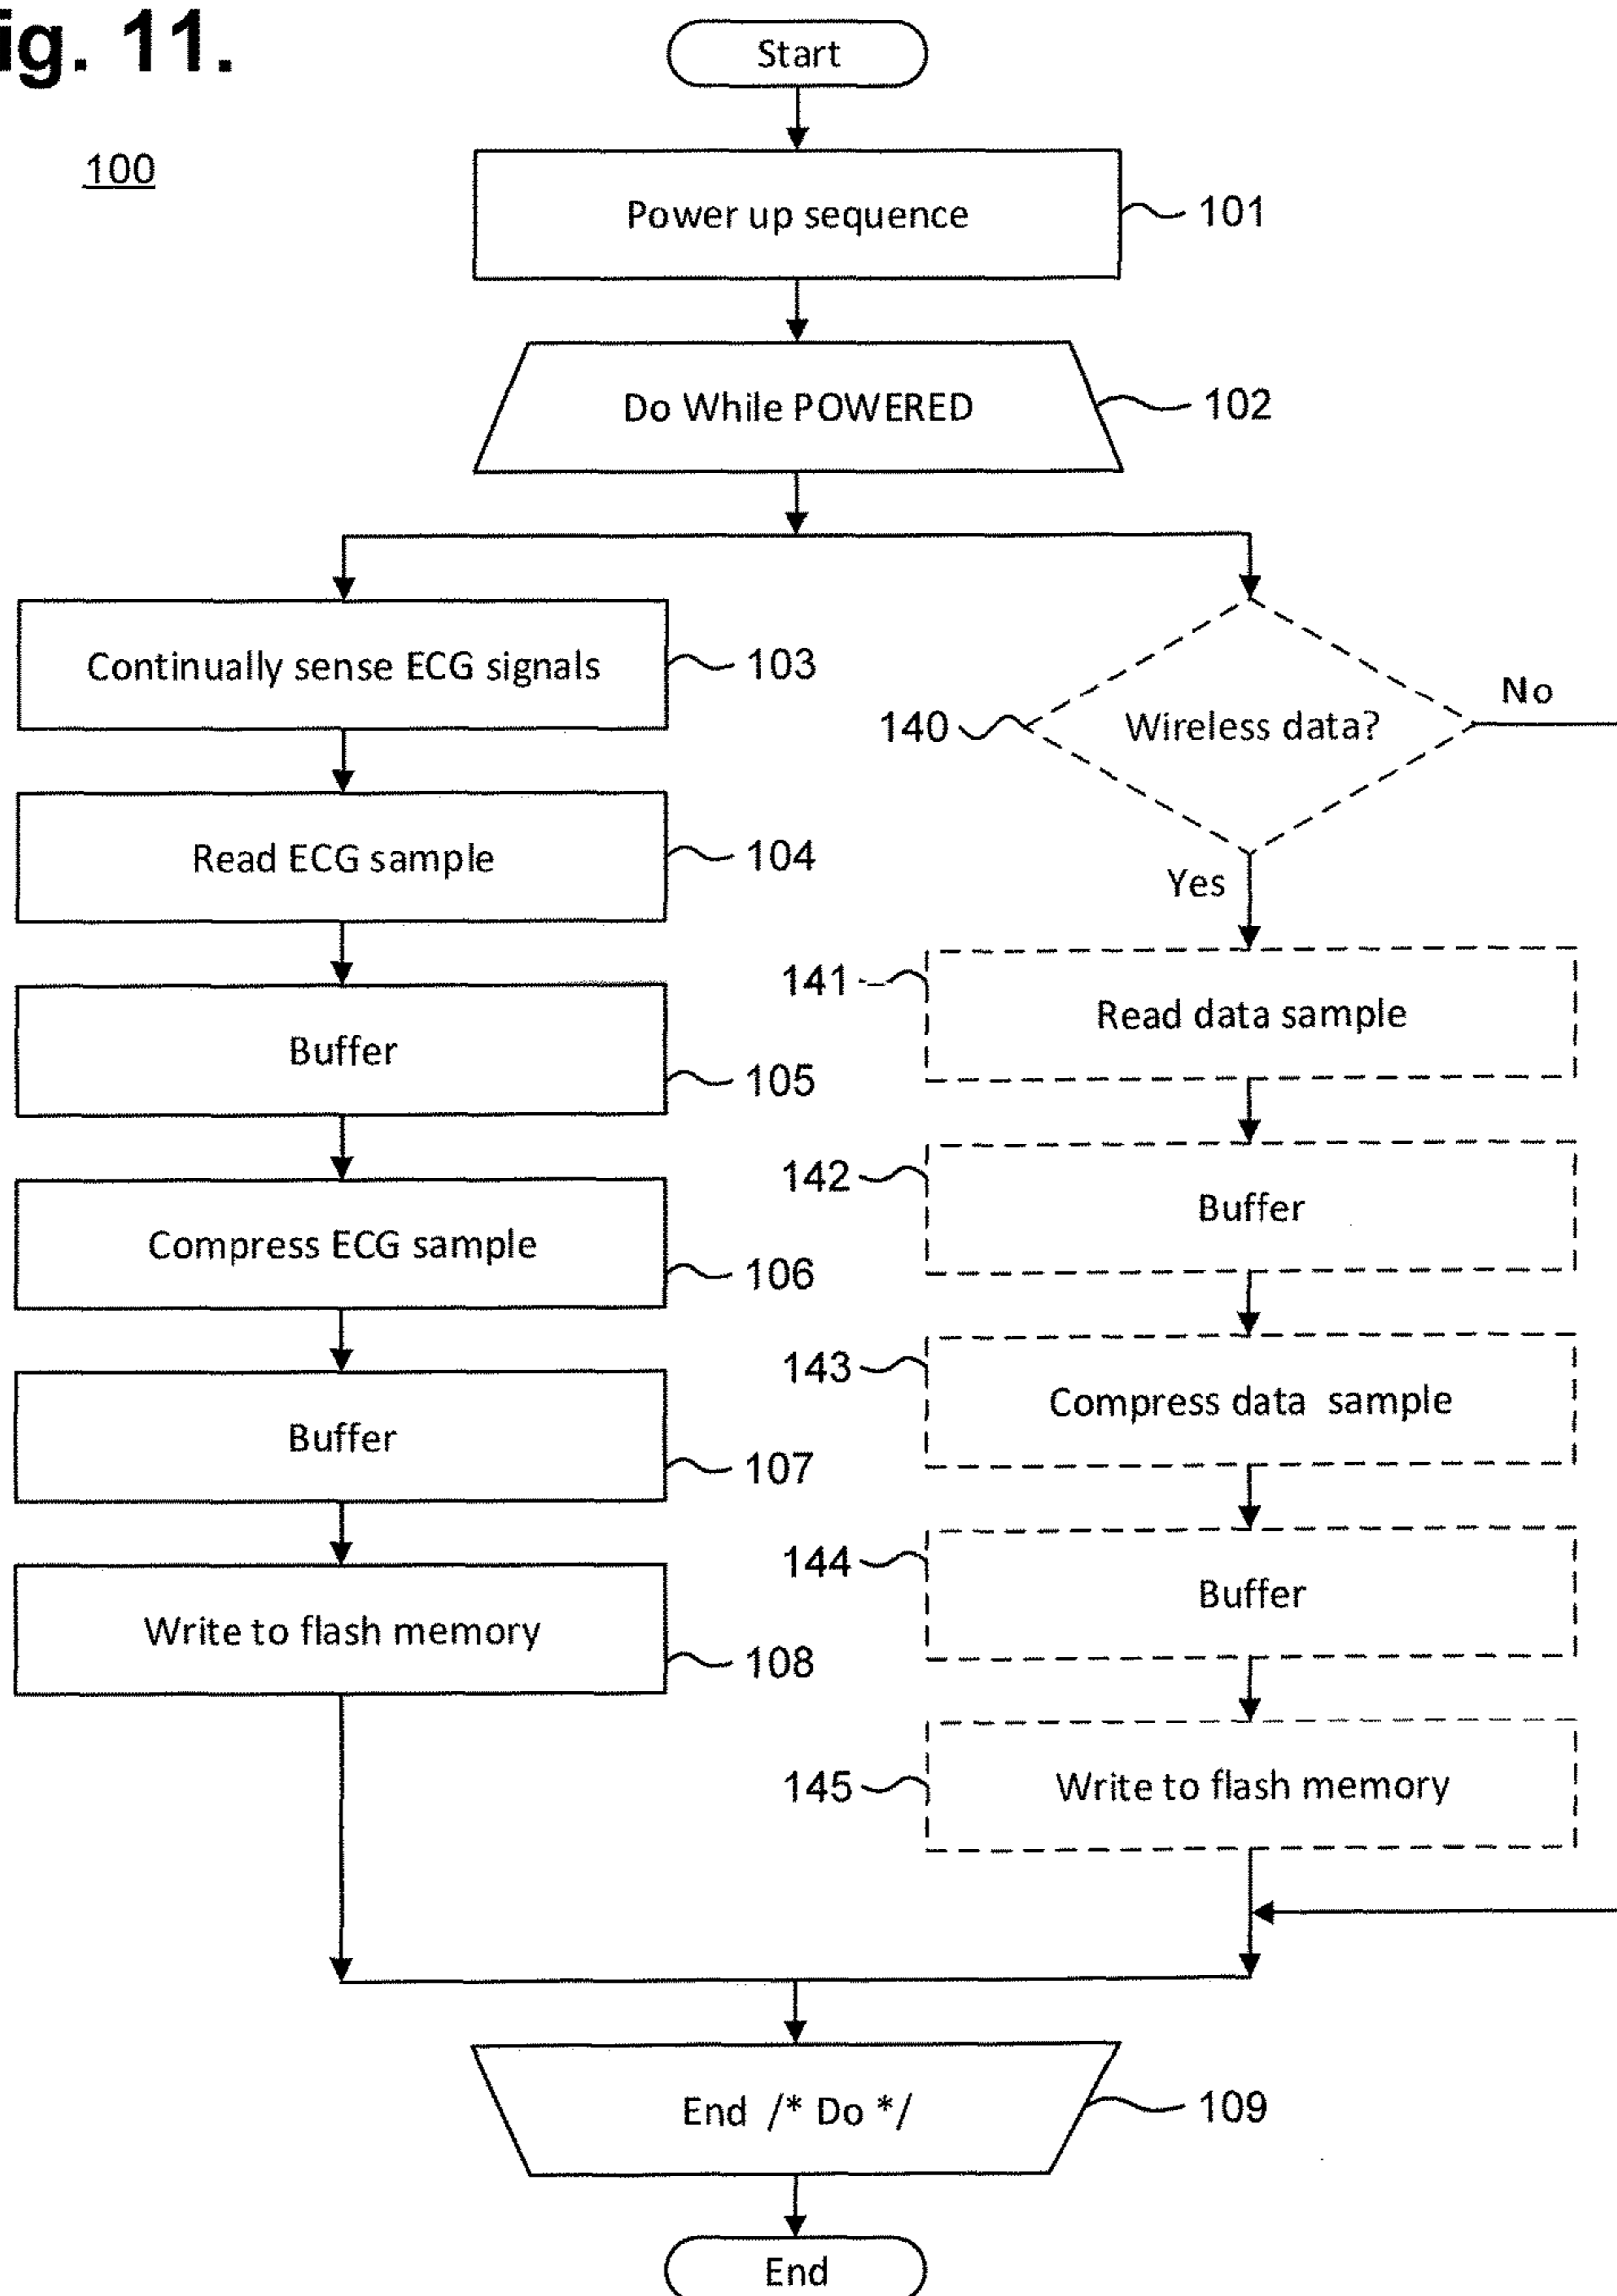 ig. 11.
Start
100
Power up sequence
101
Do While POWERED
102
Continually sense ECG signals
103
140
Wireless data?
No
Read ECG sample
104
Yes
141
Read data sample
Buffer
105
142
Buffer
Compress ECG sample
106
143
Compress data sample
Buffer
107
144
Buffer
Write to flash memory
108
145
Write to flash memory
End /* Do */
109
End